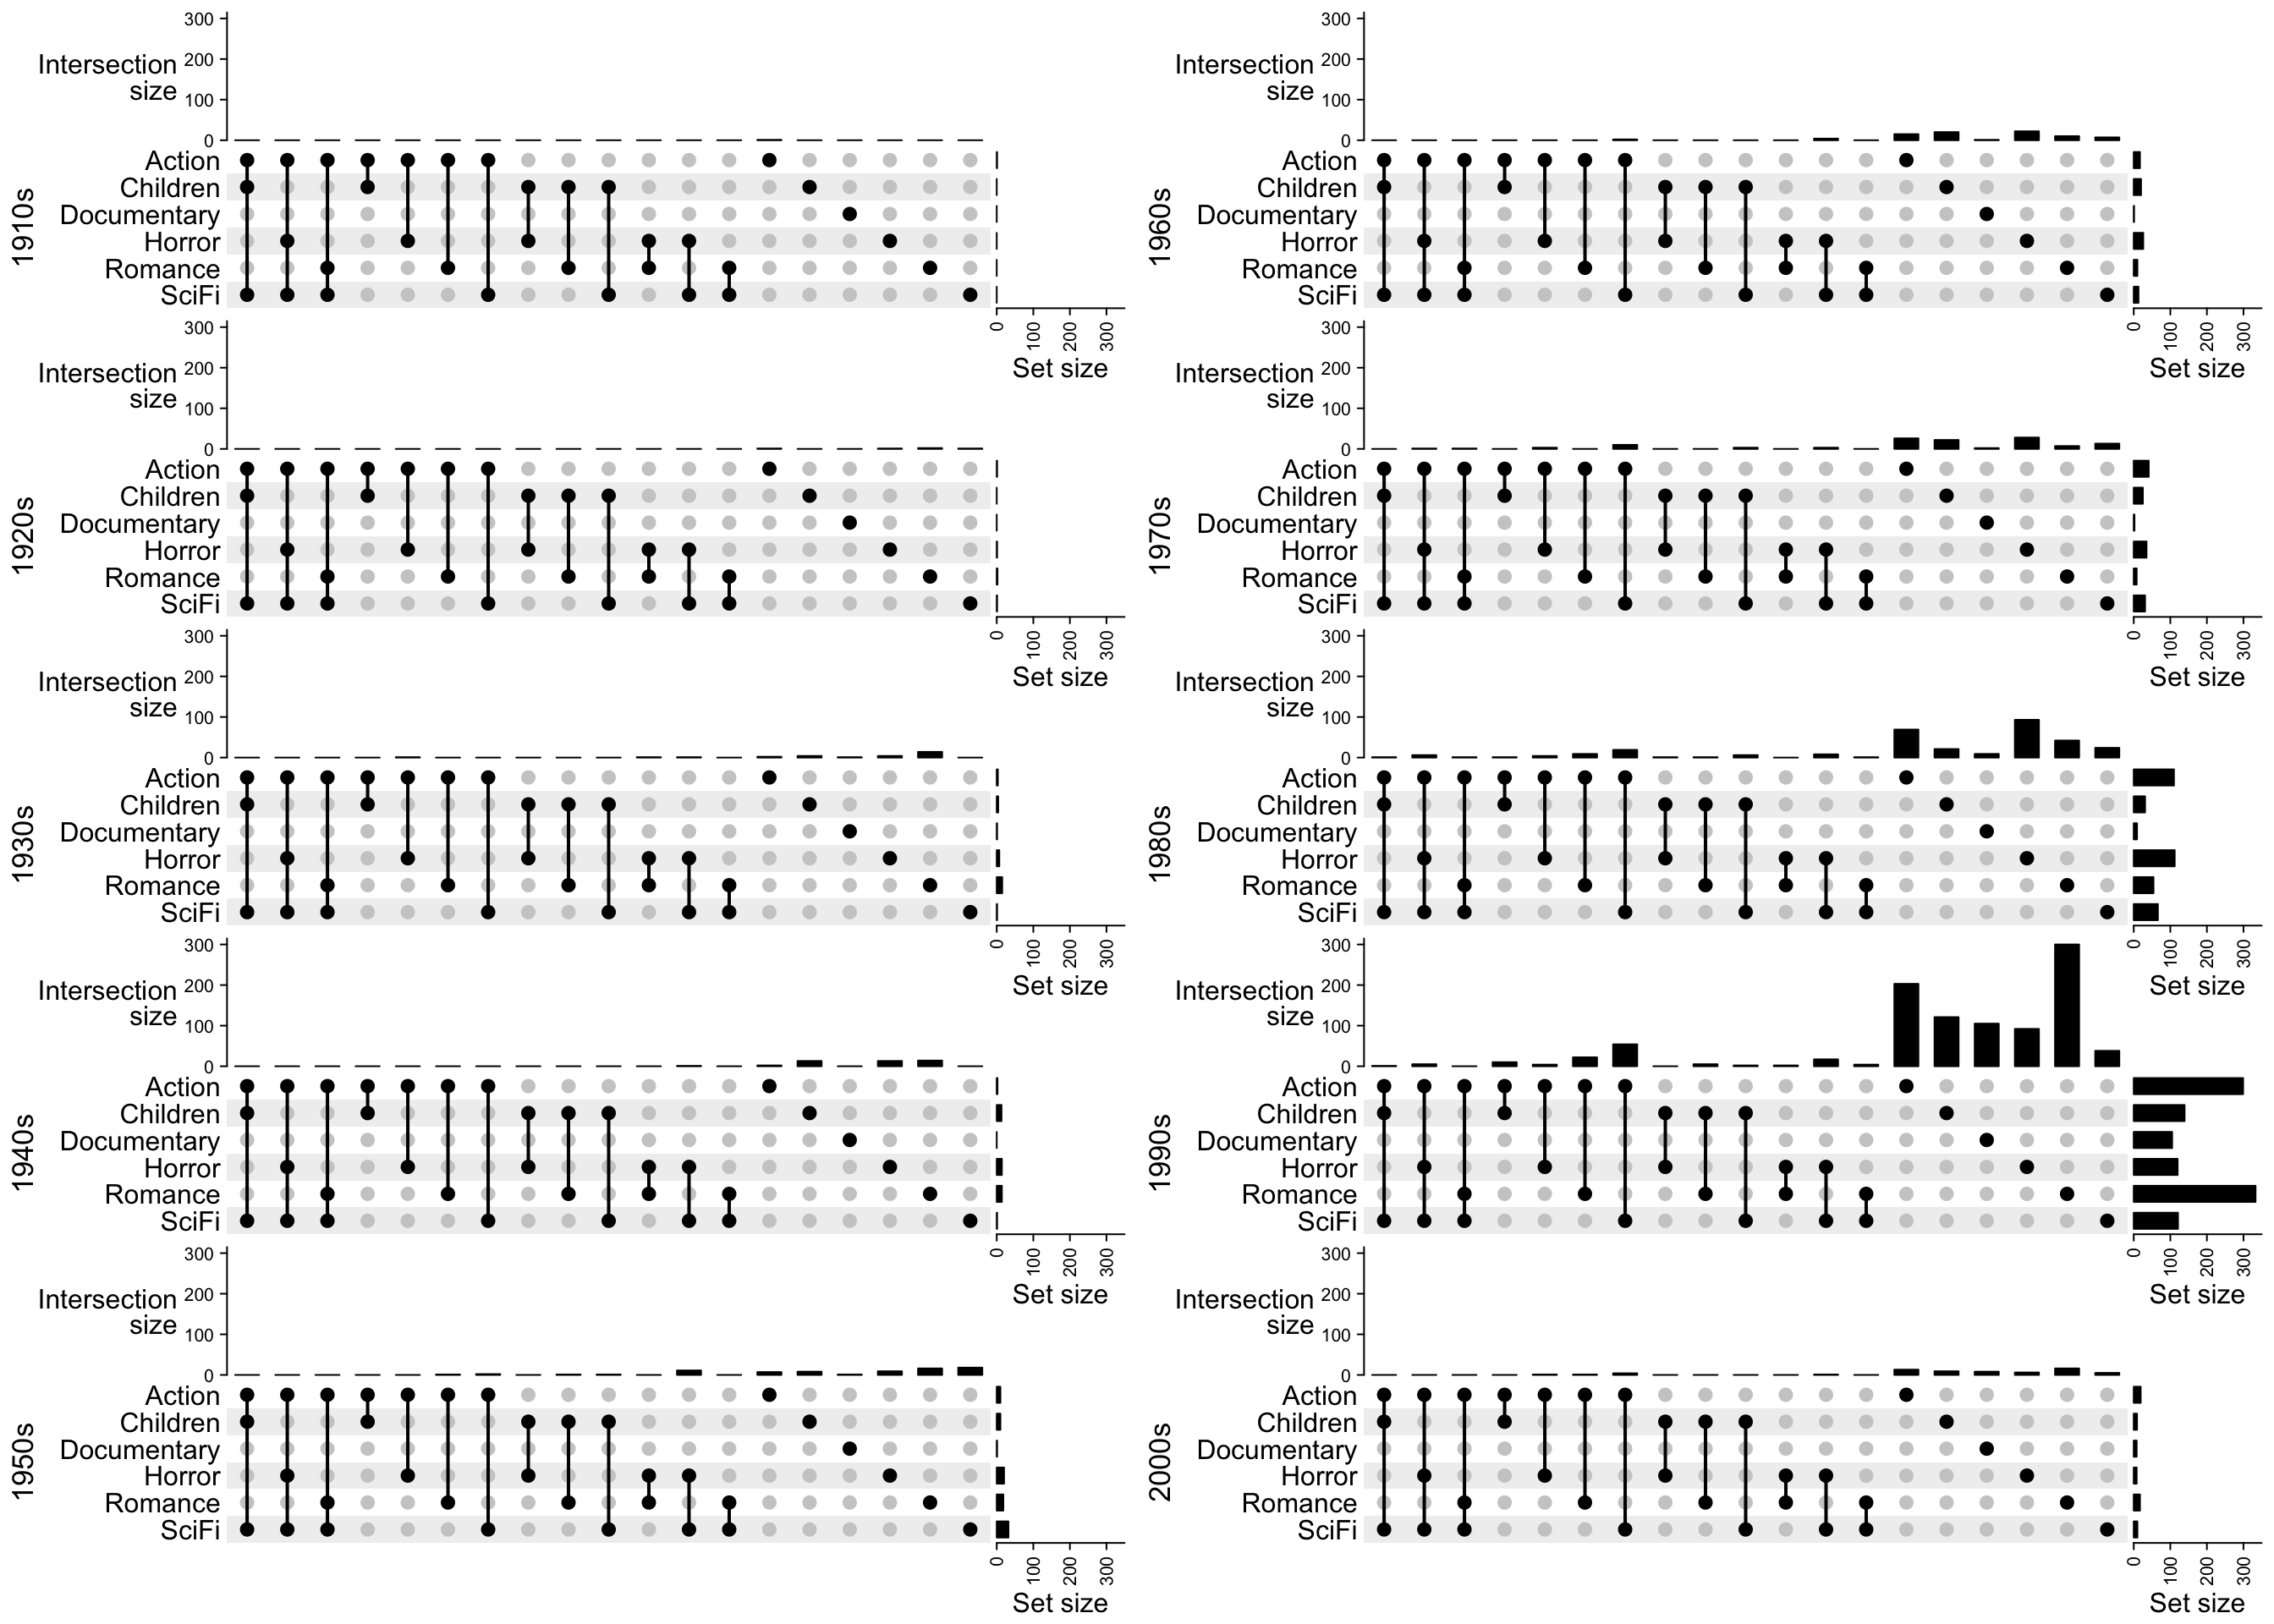 300
200
100
0
Intersection
size
1910s
Action
Children
Documentary
Horror
Romance
SciFi
0
100
200
300
Set size
300
200
100
0
Intersection
size
1920s
Action
Children
Documentary
Horror
Romance
SciFi
0
100
200
300
Set size
300
200
100
0
Intersection
size
1930s
Action
Children
Documentary
Horror
Romance
SciFi
0
100
200
300
Set size
300
200
100
0
Intersection
size
1940s
Action
Children
Documentary
Horror
Romance
SciFi
0
100
200
300
Set size
300
200
100
0
Intersection
size
1950s
Action
Children
Documentary
Horror
Romance
SciFi
0
100
200
300
Set size
300
200
100
0
Intersection
size
1960s
Action
Children
Documentary
Horror
Romance
SciFi
0
100
200
300
Set size
300
200
100
0
Intersection
size
1970s
Action
Children
Documentary
Horror
Romance
SciFi
0
100
200
300
Set size
300
200
100
0
Intersection
size
1980s
Action
Children
Documentary
Horror
Romance
SciFi
0
100
200
300
Set size
300
200
100
0
Intersection
size
1990s
Action
Children
Documentary
Horror
Romance
SciFi
0
100
200
300
Set size
300
200
100
0
Intersection
size
2000s
Action
Children
Documentary
Horror
Romance
SciFi
0
100
200
300
Set size